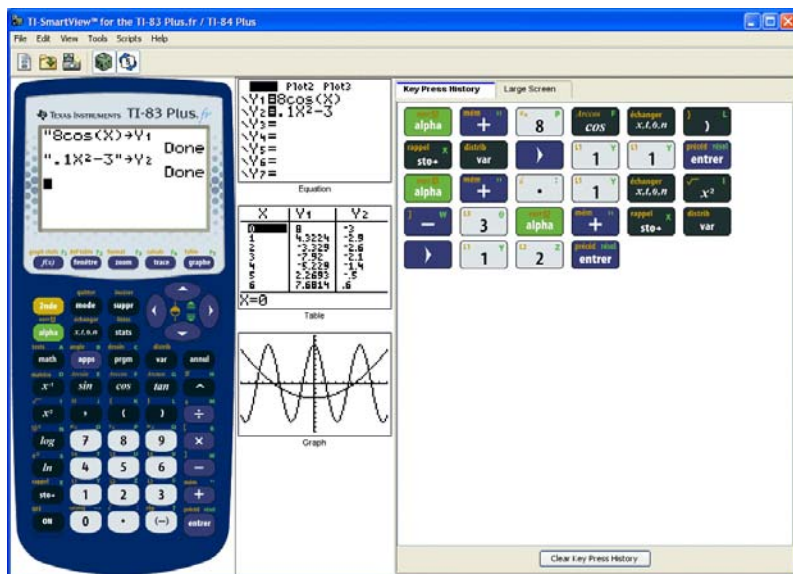 TI-SmartView™ for the TI-83 Plus.fr / TI-84 Plus
File Edit View Tools Scripts Help
TEXAS INSTRUMENTS TI-83 Plus.fr
"8cos(X)→Y1
Done
".1X²-3"→Y2
Done
f(x) fenêtre zoom trace graphe
2nde mode suppr
alpha x,t,θ,n stats
math apps prgm var annul
x⁻¹ sin cos tan ^
x² , ( ) ÷
log 7 8 9 ×
ln 4 5 6 −
sto→ 1 2 3 +
ON 0 . (−) entrer
Plot2 Plot3
\Y1=8cos(X)
\Y2=.1X²-3
\Y3=
\Y4=
\Y5=
\Y6=
\Y7=
Equation
X Y1 Y2
0 8 -3
1 4.3224 -2.9
2 -3.329 -2.6
3 -7.92 -2.1
4 -5.229 -1.4
5 2.2693 -.5
6 7.6814 .6
X=0
Table
Graph
Key Press History Large Screen
alpha + 8 cos x,t,θ,n )
sto→ var 1 1 entrer
alpha + . 1 x,t,θ,n x²
− 3 alpha + sto→ var
1 2 entrer
Clear Key Press History